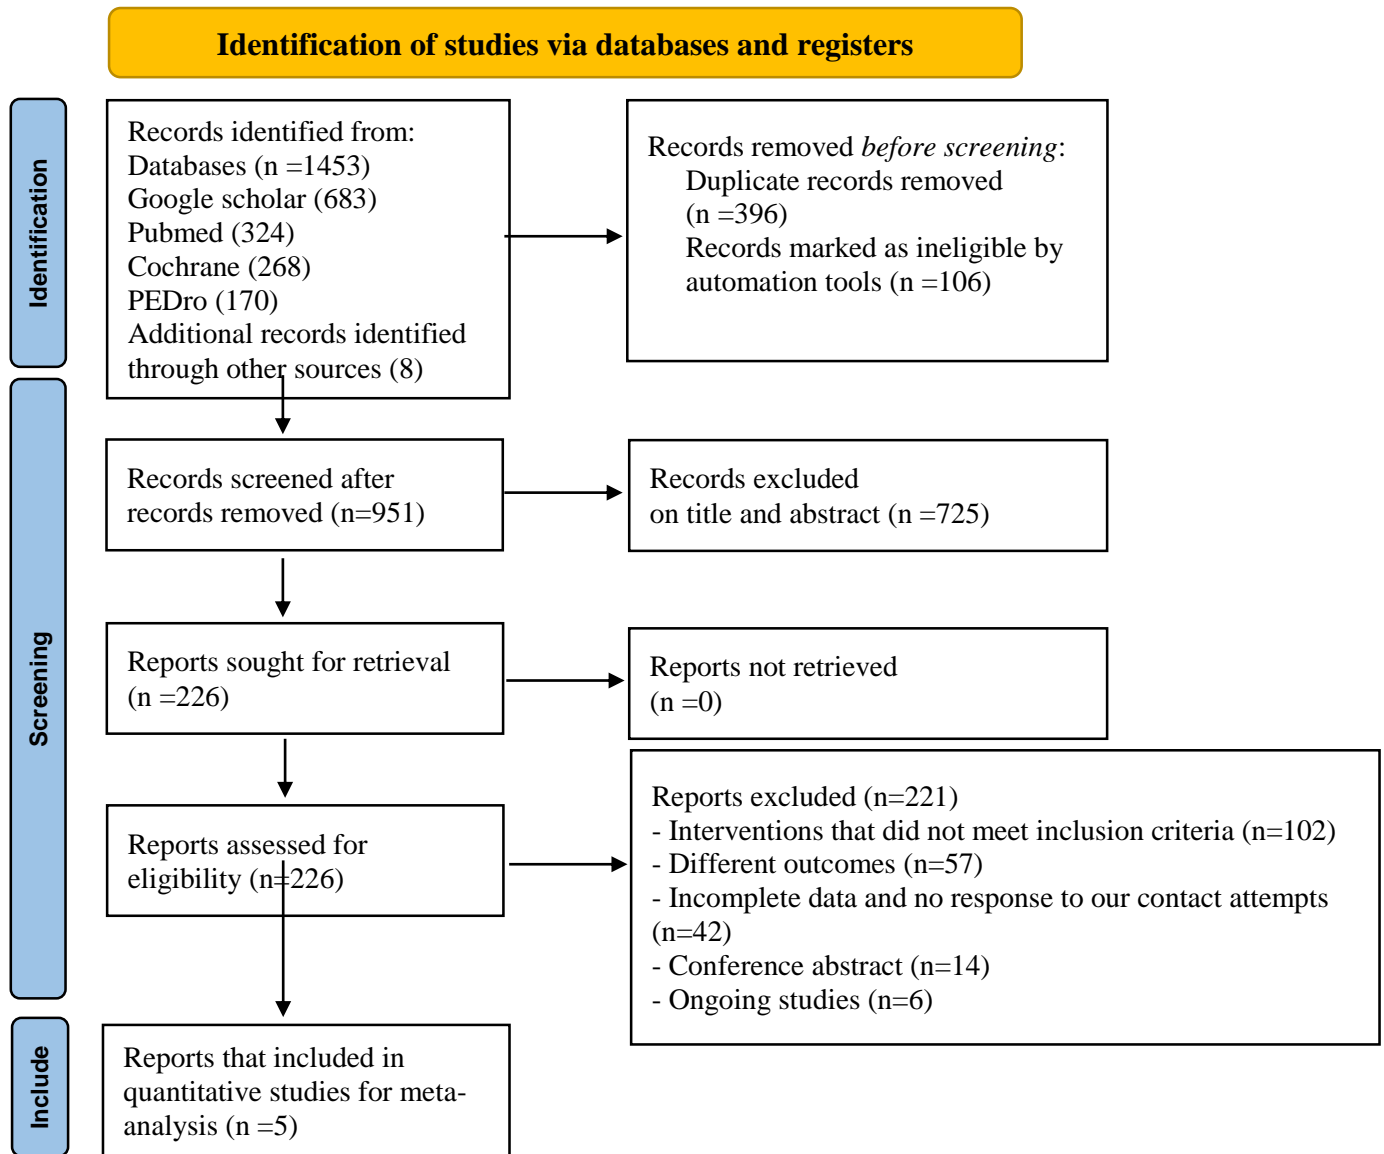 Identification of studies via databases and registers
Identification
Records identified from:
Databases (n =1453)
Google scholar (683)
Pubmed (324)
Cochrane (268)
PEDro (170)
Additional records identified
through other sources (8)
Records removed before screening:
Duplicate records removed
(n =396)
Records marked as ineligible by
automation tools (n =106)
Screening
Records screened after
records removed (n=951)
Records excluded
on title and abstract (n =725)
Reports sought for retrieval
(n =226)
Reports not retrieved
(n =0)
Reports assessed for
eligibility (n=226)
Reports excluded (n=221)
- Interventions that did not meet inclusion criteria (n=102)
- Different outcomes (n=57)
- Incomplete data and no response to our contact attempts
(n=42)
- Conference abstract (n=14)
- Ongoing studies (n=6)
Include
Reports that included in
quantitative studies for meta-
analysis (n =5)